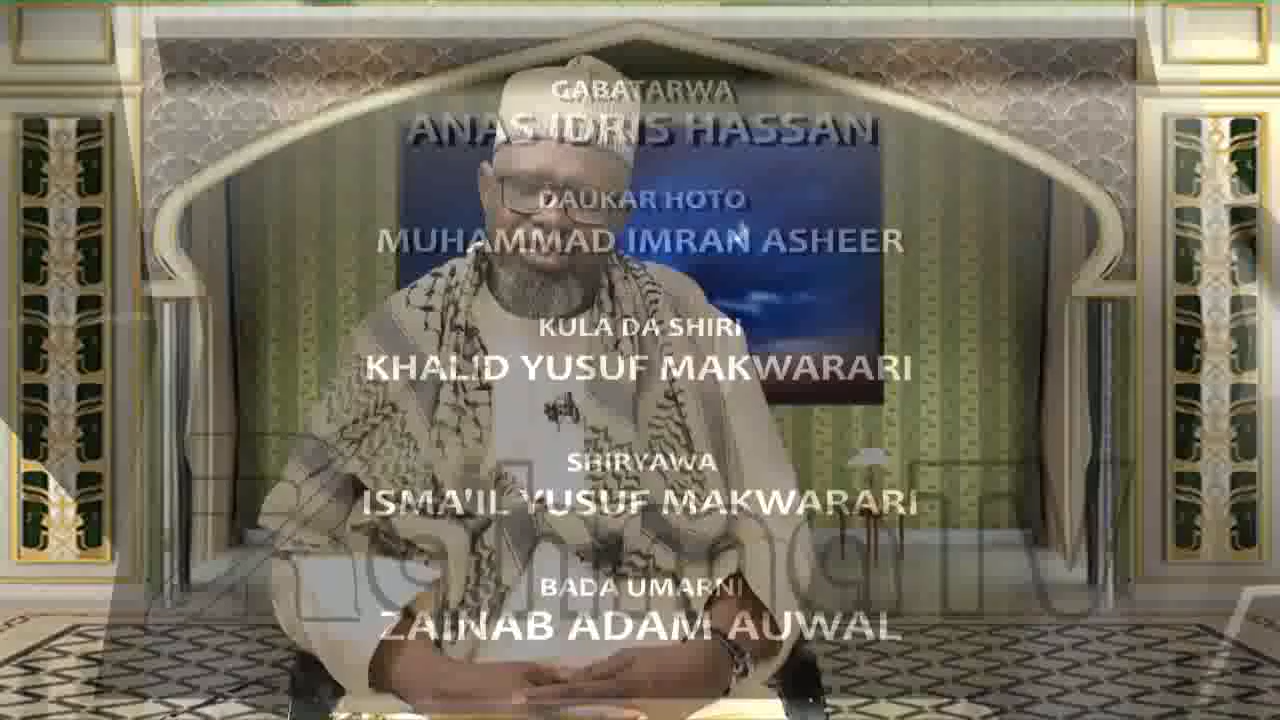 GABATARWA
ANAS IDRIS HASSAN
DAUKAR HOTO
MUHAMMAD IMRAN ASHEER
KULA DA SHIRI
KHALID YUSUF MAKWARARI
SHIRYAWA
ISMA'IL YUSUF MAKWARARI
BADA UMARNI
ZAINAB ADAM AUWAL